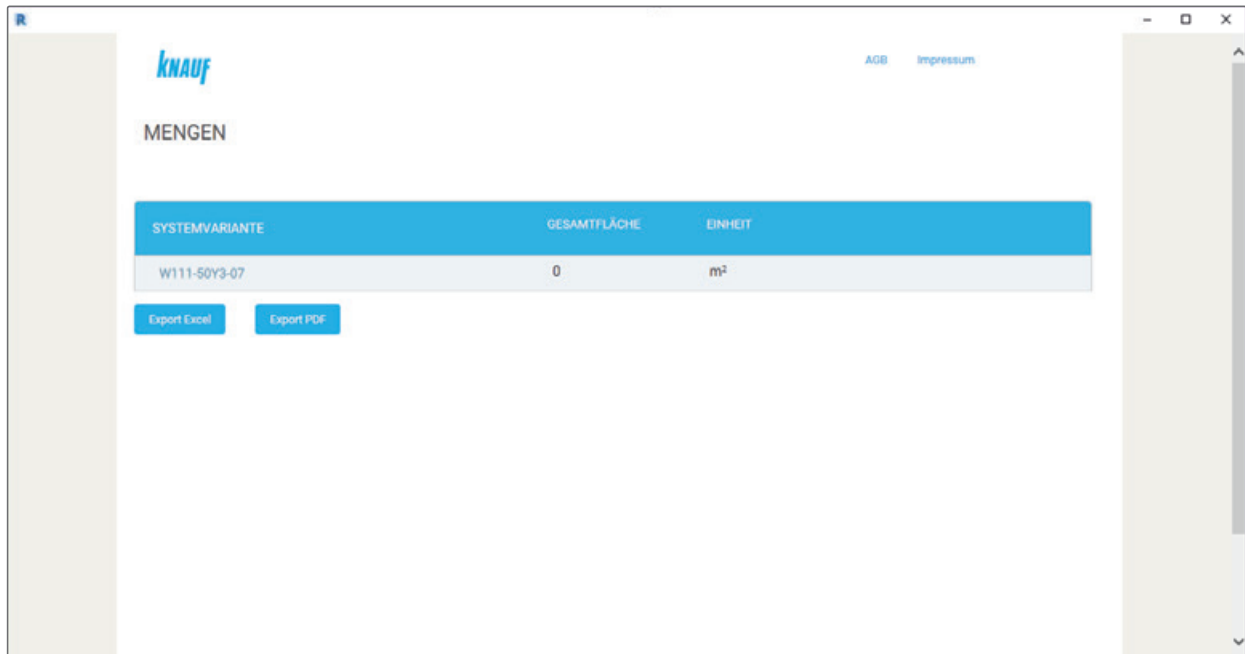 R
KNAUF
AGB Impressum
MENGEN
SYSTEMVARIANTE GESAMTFLÄCHE EINHEIT
W111-50Y3-07 0 m²
Export Excel Export PDF